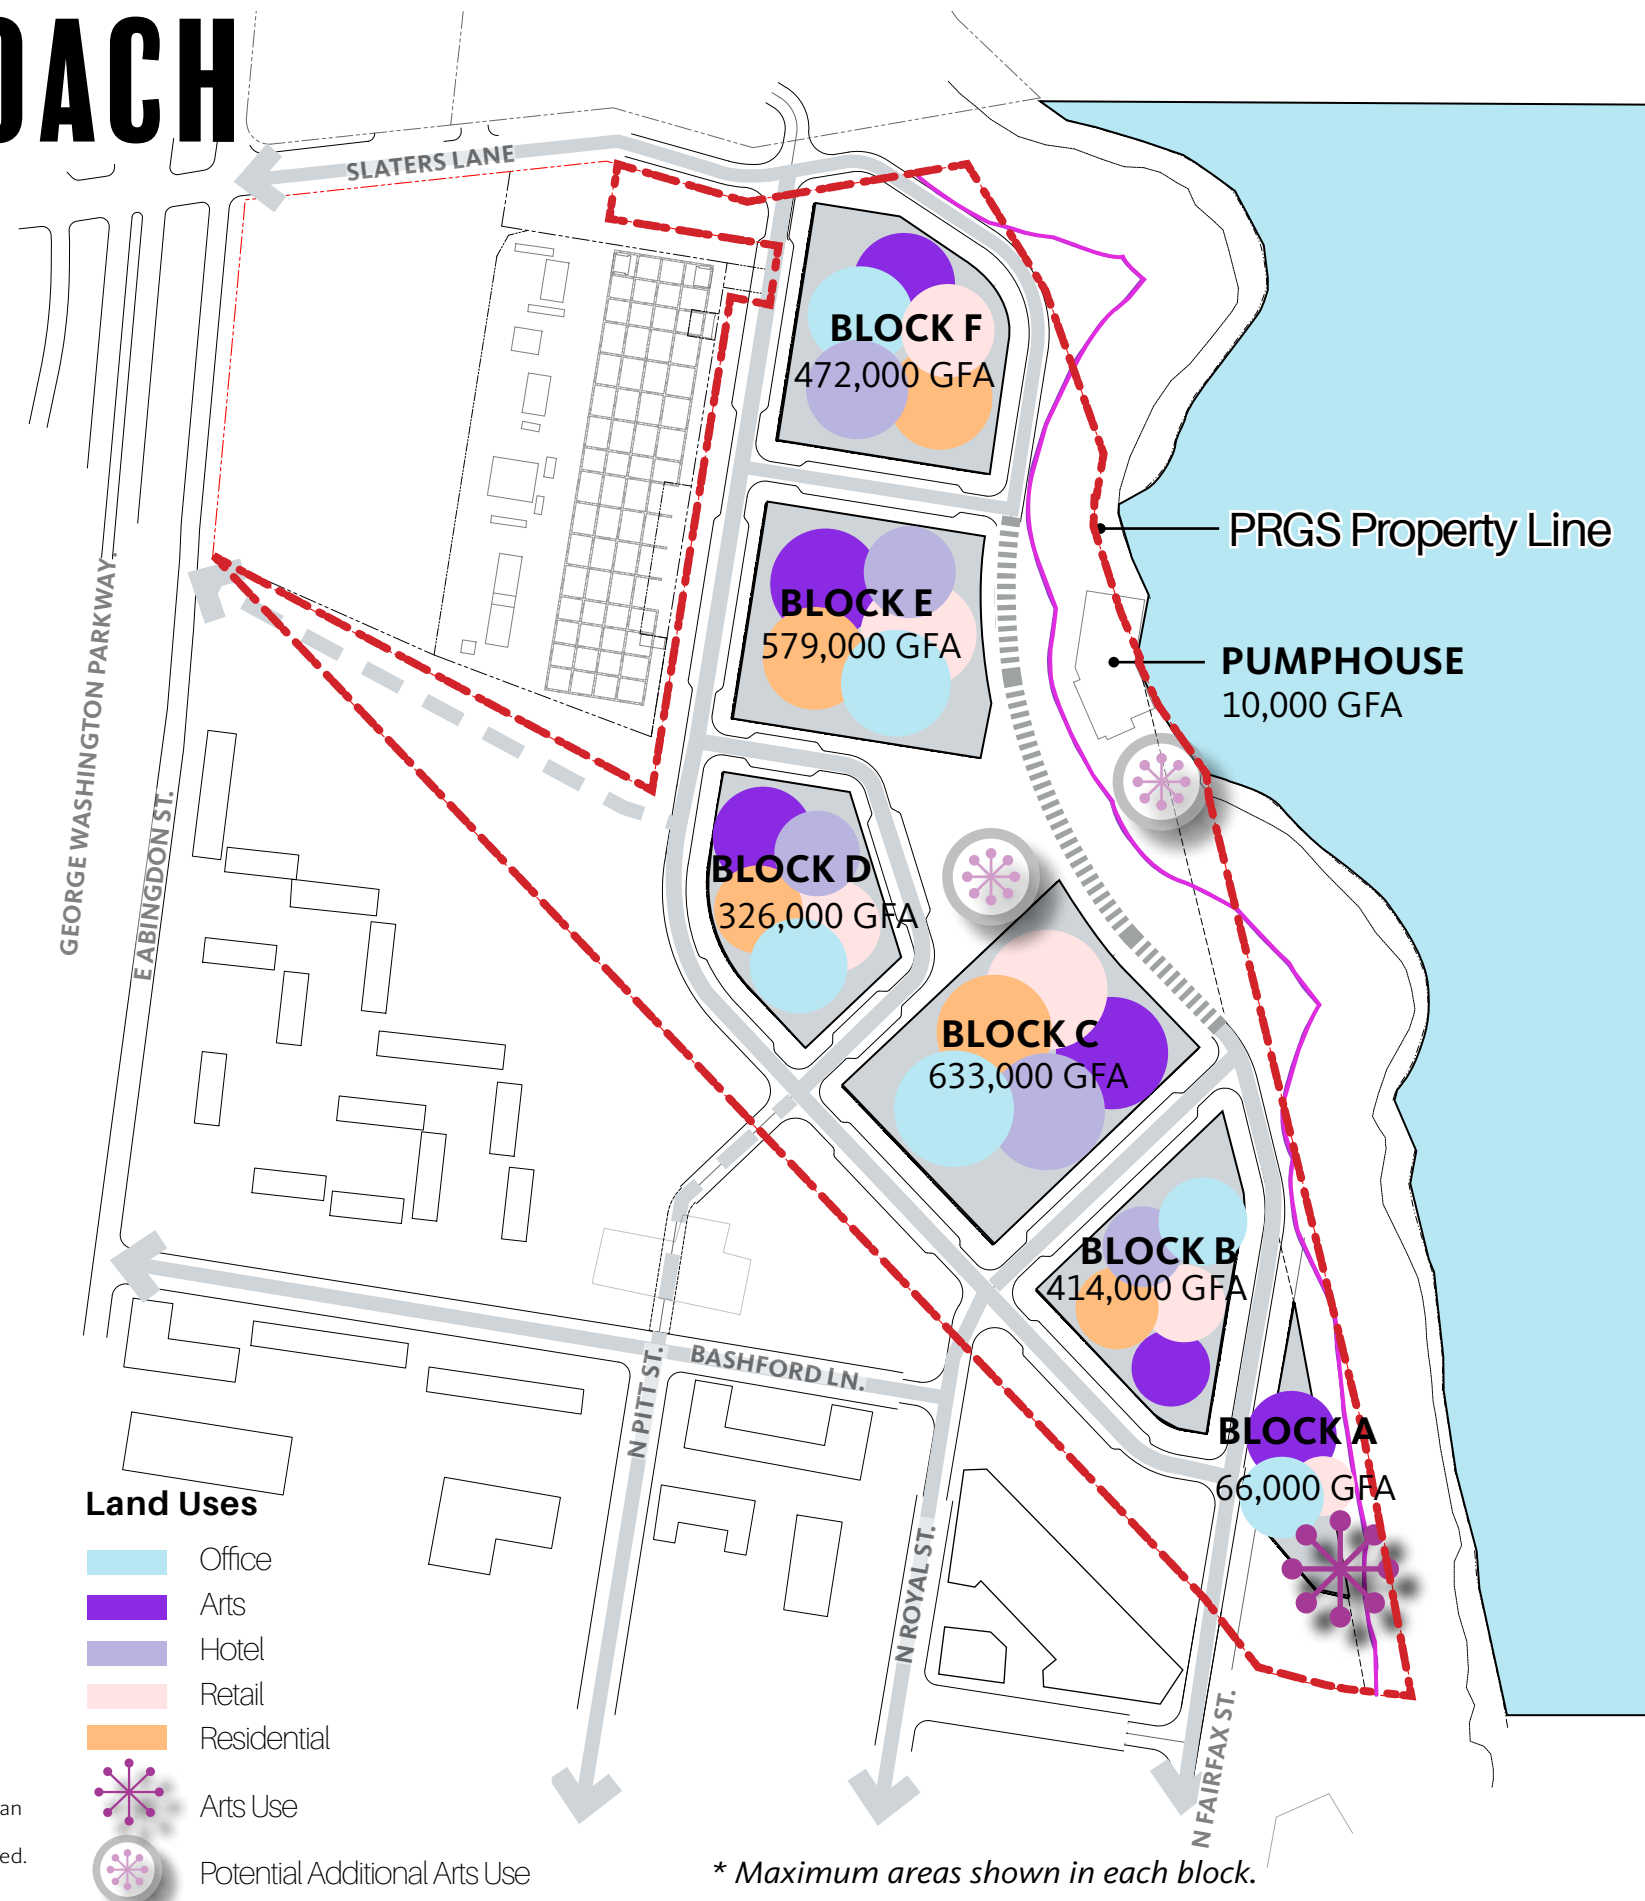 OACH
SLATERS LANE
BLOCK F
472,000 GFA
PRGS Property Line
BLOCK E
579,000 GFA
PUMPHOUSE
10,000 GFA
GEORGE WASHINGTON PARKWAY.
E ABINGDON ST.
BLOCK D
326,000 GFA
BLOCK C
633,000 GFA
BLOCK B
414,000 GFA
BASHFORD LN.
N PITT ST.
BLOCK A
66,000 GFA
N ROYAL ST.
N FAIRFAX ST.
Land Uses
Office
Arts
Hotel
Retail
Residential
Arts Use
Potential Additional Arts Use
an
ed.
* Maximum areas shown in each block.